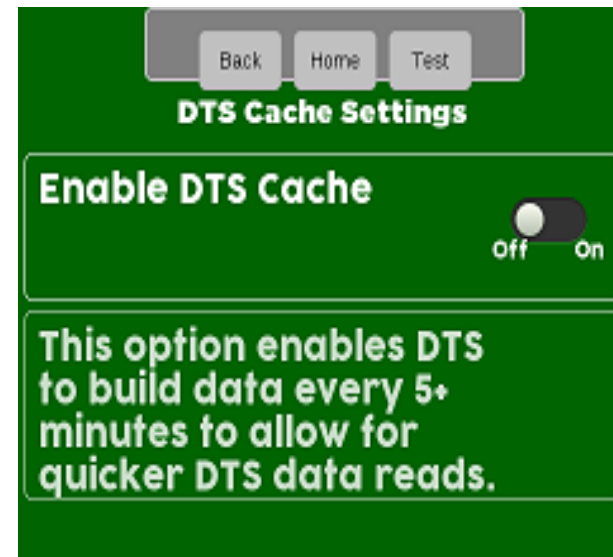 Back Home Test
DTS Cache Settings
Enable DTS Cache
Off On
This option enables DTS
to build data every 5+
minutes to allow for
quicker DTS data reads.